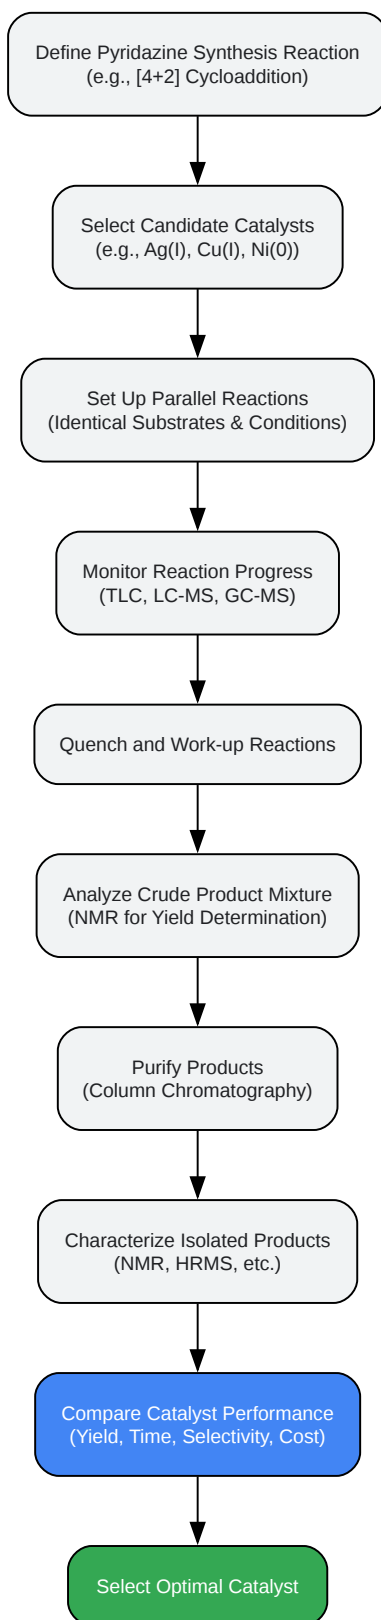 Define Pyridazine Synthesis Reaction
(e.g., [4+2] Cycloaddition)
Select Candidate Catalysts
(e.g., Ag(I), Cu(I), Ni(0))
Set Up Parallel Reactions
(Identical Substrates & Conditions)
Monitor Reaction Progress
(TLC, LC-MS, GC-MS)
Quench and Work-up Reactions
Analyze Crude Product Mixture
(NMR for Yield Determination)
Purify Products
(Column Chromatography)
Characterize Isolated Products
(NMR, HRMS, etc.)
Compare Catalyst Performance
(Yield, Time, Selectivity, Cost)
Select Optimal Catalyst